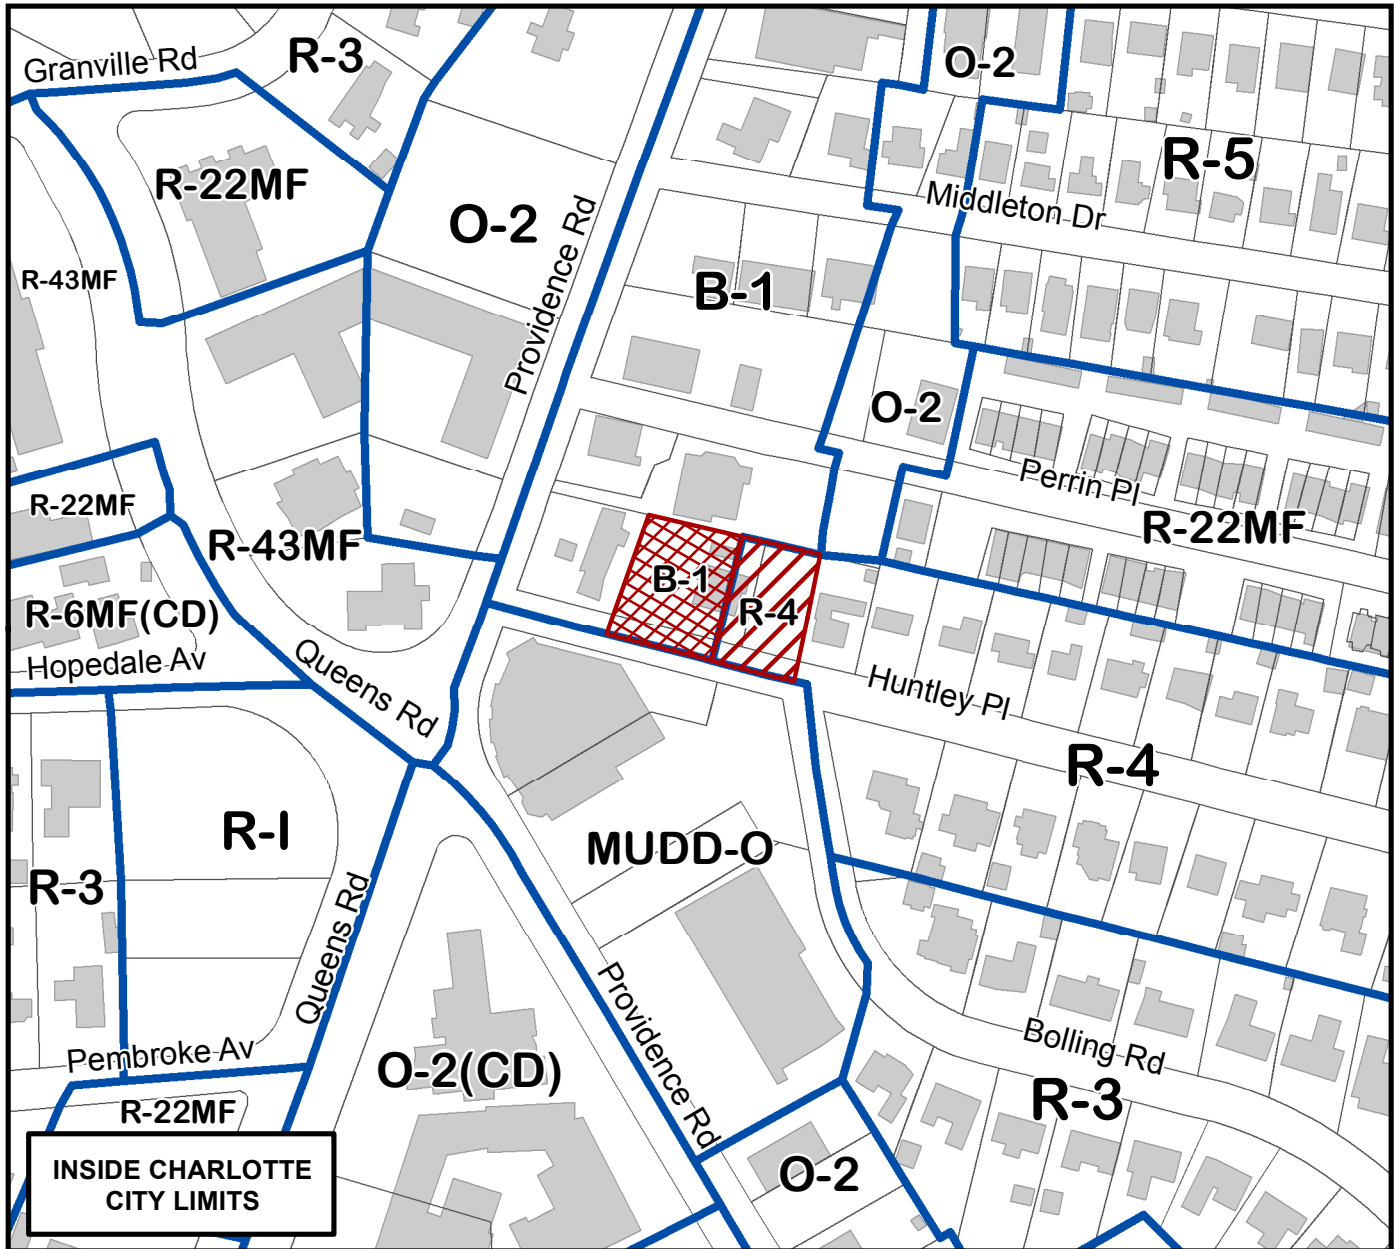 R-3
O-2
Granville Rd
R-5
R-22MF
Middleton Dr
O-2
Providence Rd
R-43MF
B-1
O-2
Perrin Pl
R-22MF
R-22MF
R-43MF
B-1
R-4
R-6MF(CD)
Hopedale Av
Queens Rd
Huntley Pl
R-4
R-I
MUDD-O
R-3
Queens Rd
Providence Rd
Bolling Rd
Pembroke Av
O-2(CD)
R-3
R-22MF
O-2
INSIDE CHARLOTTE
CITY LIMITS